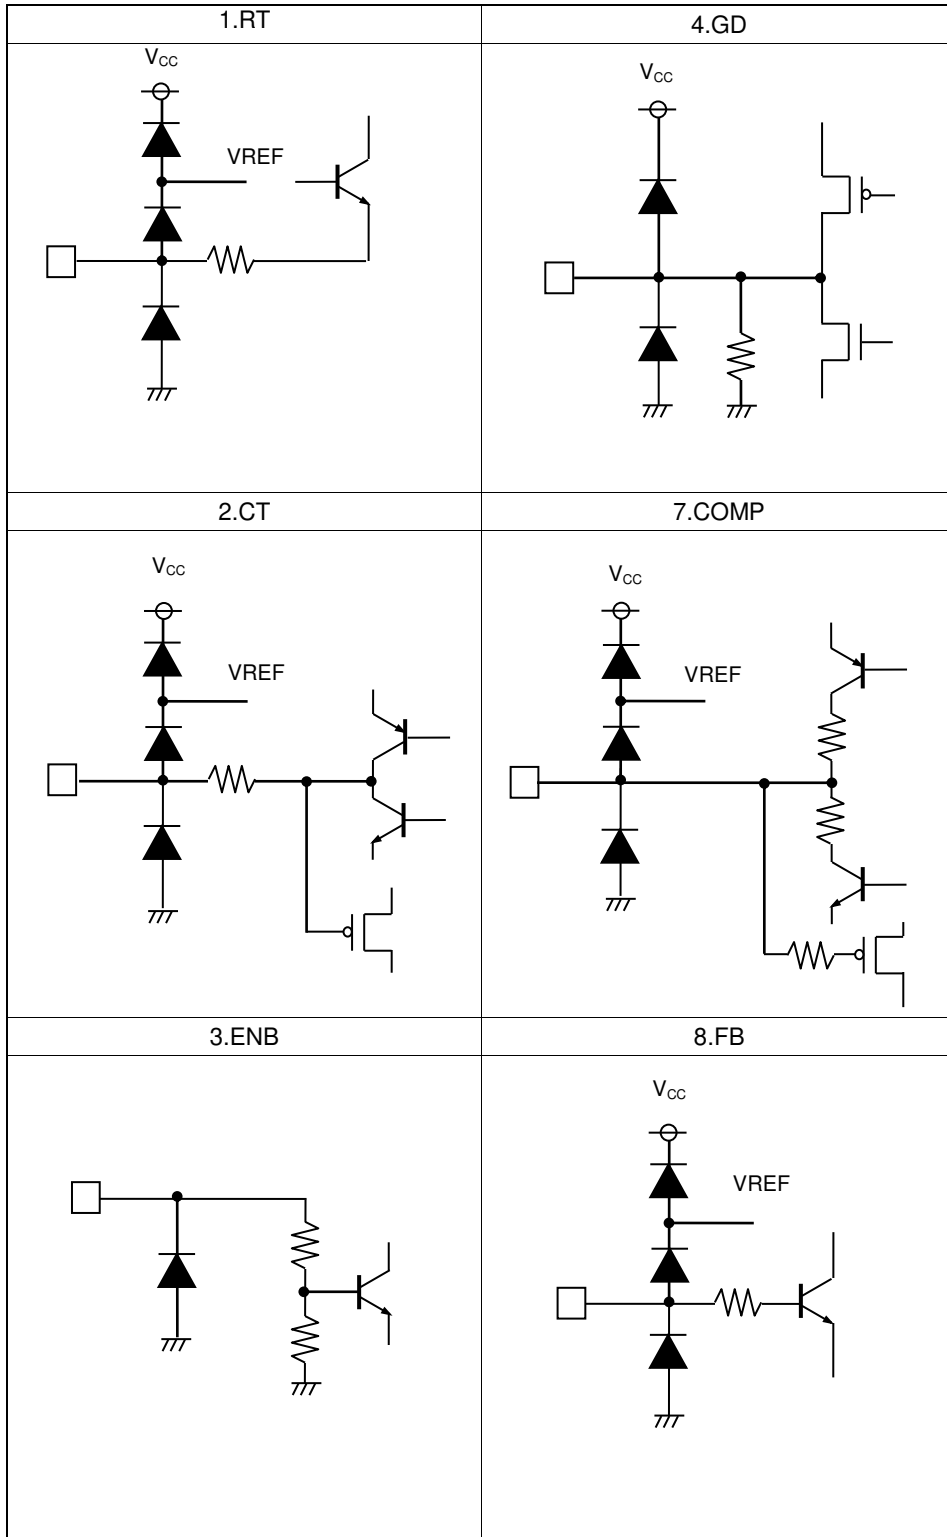 1.RT
4.GD
VCC
VREF
VCC
2.CT
7.COMP
VCC
VREF
VCC
VREF
3.ENB
8.FB
VCC
VREF